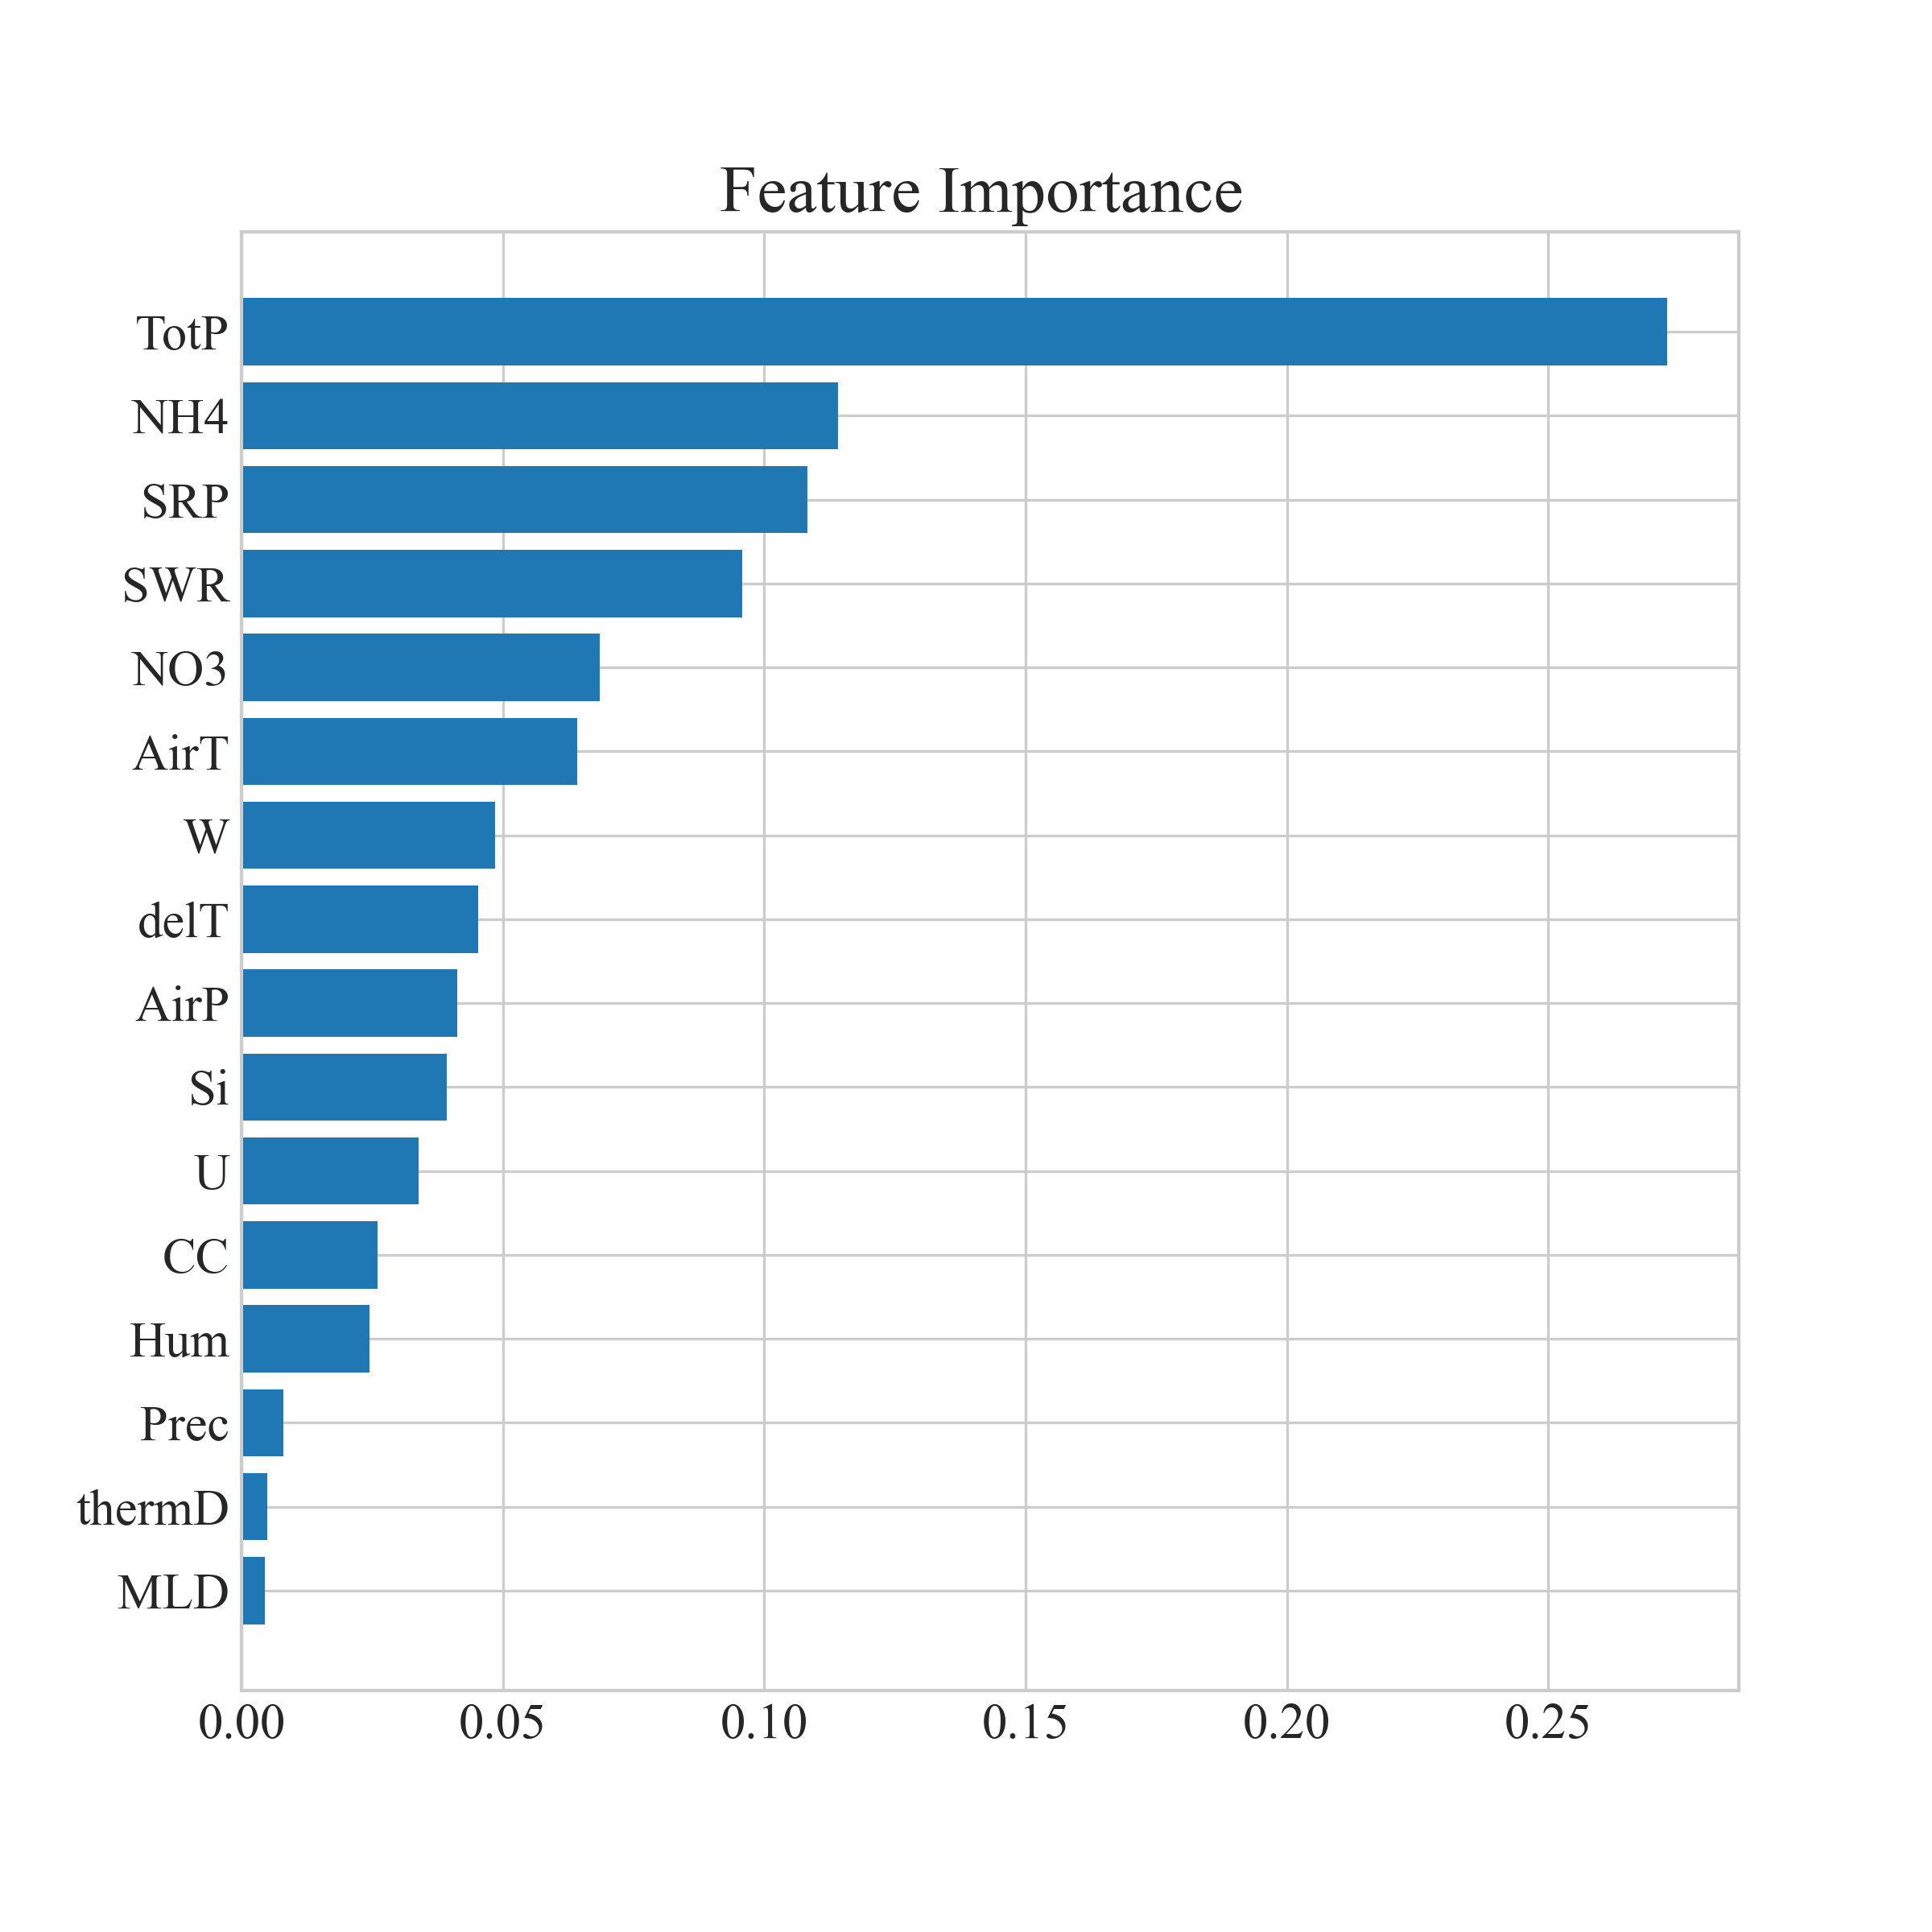 Feature Importance
TotP
NH4
SRP
SWR
NO3
AirT
W
delT
AirP
Si
U
CC
Hum
Prec
thermD
MLD
0.00 0.05 0.10 0.15 0.20 0.25